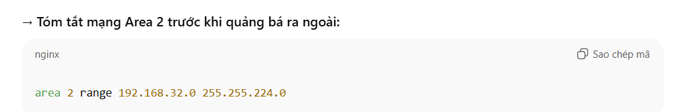 → Tóm tắt mạng Area 2 trước khi quảng bá ra ngoài:
nginx
Sao chép mã
area 2 range 192.168.32.0 255.255.224.0